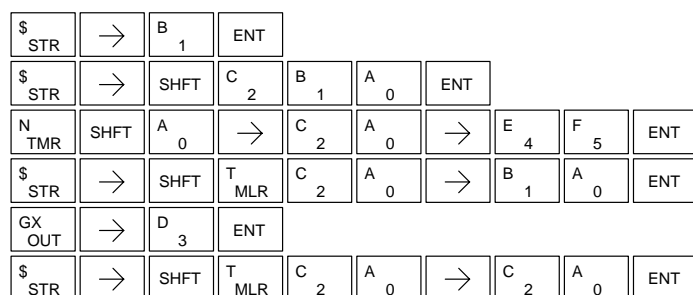 $ STR → B 1 ENT
$ STR → SHFT C 2 B 1 A 0 ENT
N TMR SHFT A 0 → C 2 A 0 → E 4 F 5 ENT
$ STR → SHFT T MLR C 2 A 0 → B 1 A 0 ENT
GX OUT → D 3 ENT
$ STR → SHFT T MLR C 2 A 0 → C 2 A 0 ENT